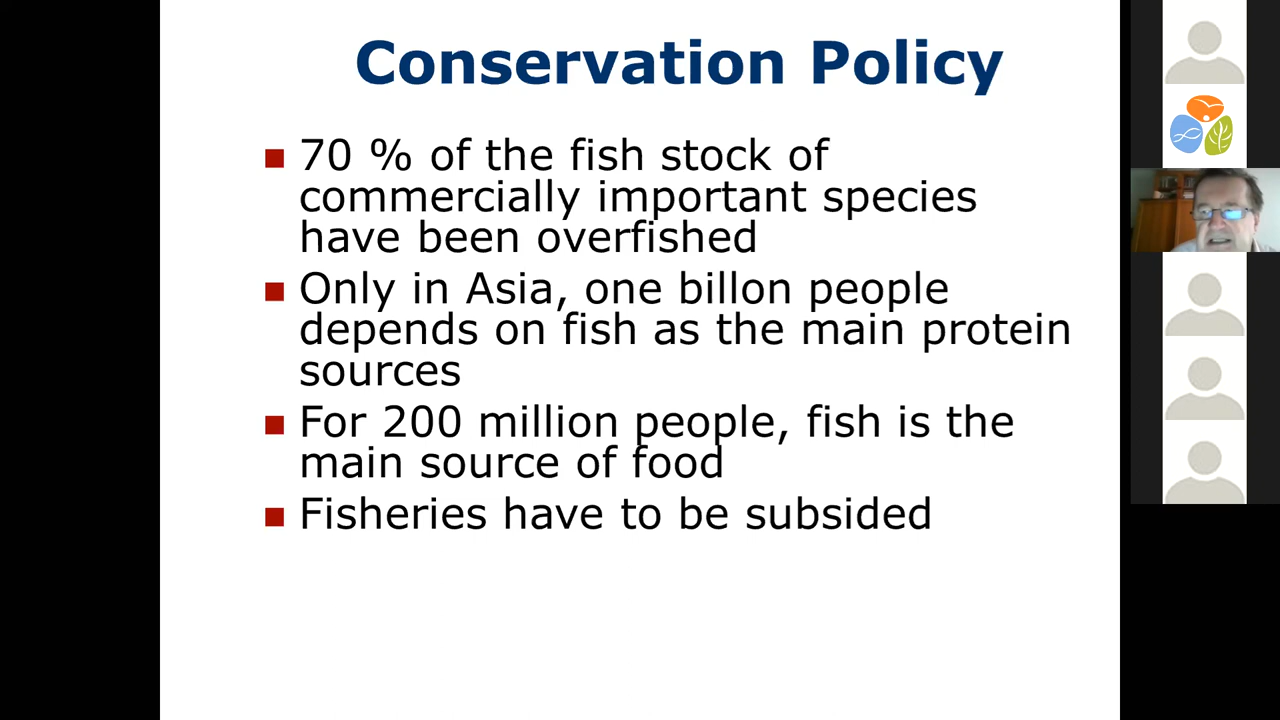 Conservation Policy
70 % of the fish stock of
commercially important species
have been overfished
Only in Asia, one billon people
depends on fish as the main protein
sources
For 200 million people, fish is the
main source of food
Fisheries have to be subsided